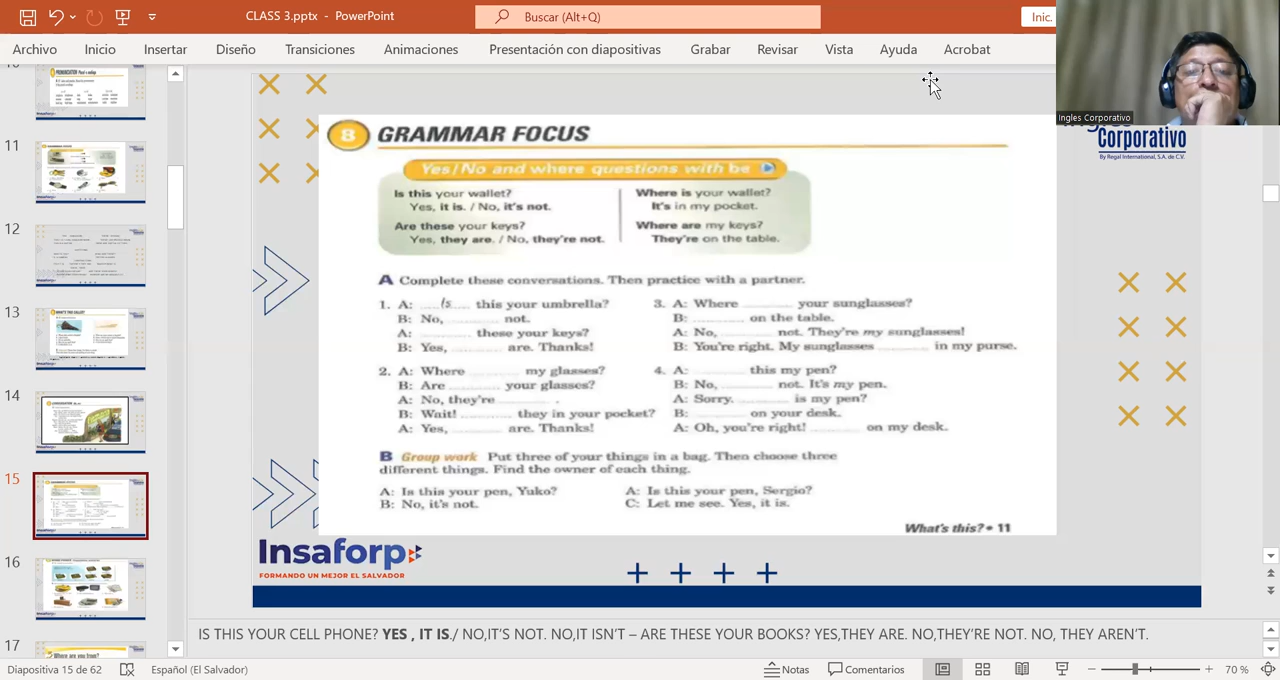 CLASS 3.pptx - PowerPoint
Buscar (Alt+Q)
Inic.
Archivo Inicio Insertar Diseño Transiciones Animaciones Presentación con diapositivas Grabar Revisar Vista Ayuda Acrobat
Ingles Corporativo
Corporativo
By Regal International, S.A. de C.V.
11
12
13
14
15
16
17
8 GRAMMAR FOCUS
Yes/No and where questions with be
Is this your wallet?
Yes, it is. / No, it's not.
Are these your keys?
Yes, they are. / No, they're not.
Where is your wallet?
It's in my pocket.
Where are my keys?
They're on the table.
A Complete these conversations. Then practice with a partner.
1. A: Is this your umbrella?
B: No, ........ not.
A: ........ these your keys?
B: Yes, ........ are. Thanks!
2. A: Where ........ my glasses?
B: Are ........ your glasses?
A: No, they're ........ .
B: Wait! ........ they in your pocket?
A: Yes, ........ are. Thanks!
3. A: Where ........ your sunglasses?
B: ........ on the table.
A: No, ........ not. They're my sunglasses!
B: You're right. My sunglasses ........ in my purse.
4. A: ........ this my pen?
B: No, ........ not. It's my pen.
A: Sorry. ........ is my pen?
B: ........ on your desk.
A: Oh, you're right! ........ on my desk.
B Group work Put three of your things in a bag. Then choose three
different things. Find the owner of each thing.
A: Is this your pen, Yuko?
B: No, it's not.
A: Is this your pen, Sergio?
C: Let me see. Yes, it is.
What's this? • 11
Insaforp
FORMANDO UN MEJOR EL SALVADOR
IS THIS YOUR CELL PHONE? YES , IT IS./ NO,IT'S NOT. NO,IT ISN'T – ARE THESE YOUR BOOKS? YES,THEY ARE. NO,THEY'RE NOT. NO, THEY AREN'T.
Diapositiva 15 de 62 Español (El Salvador) Notas Comentarios 70 %